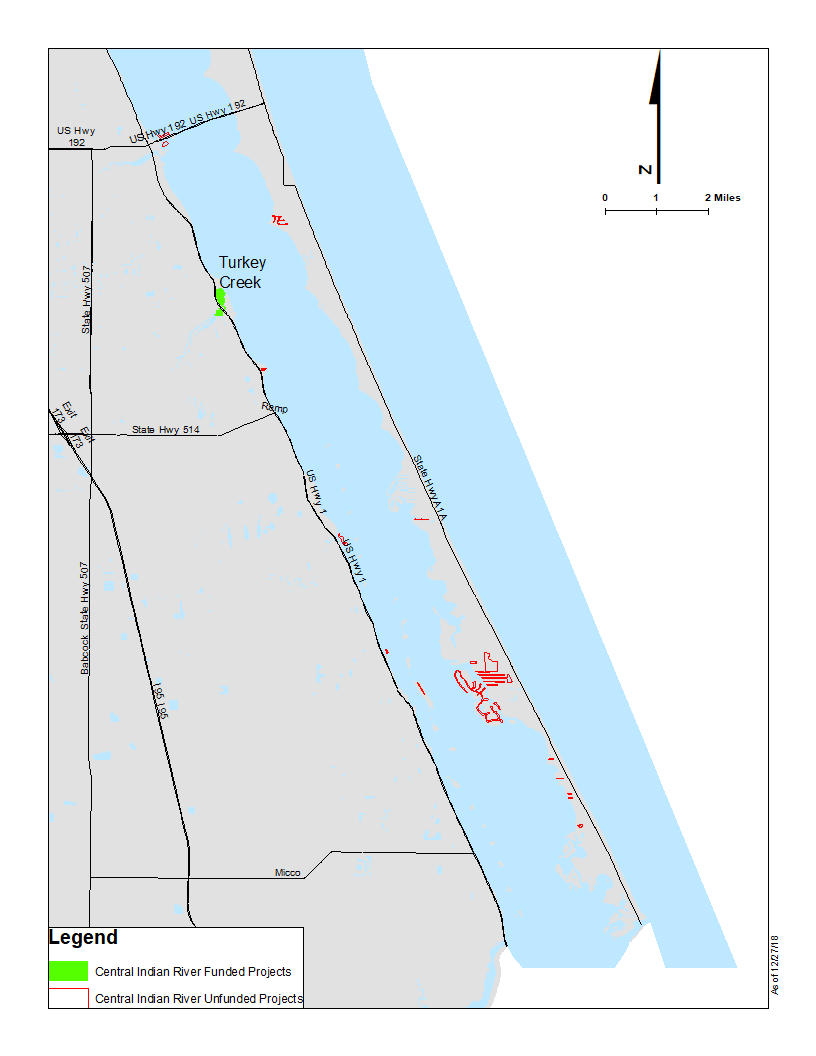 US Hwy 192
US Hwy 192
US Hwy
192
N
0 1 2 Miles
Turkey
Creek
State Hwy 507
Exit
173
Exit
173
Ramp
State Hwy 514
State Hwy A1A
US Hwy 1
US Hwy 1
Babcock State Hwy 507
I 95 I 95
Micco
Legend
Central Indian River Funded Projects
Central Indian River Unfunded Projects
As of 12/27/18